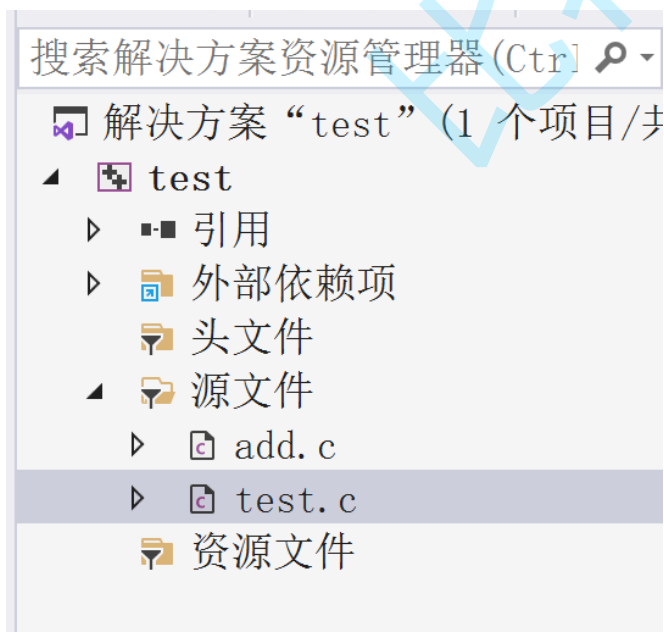 搜索解决方案资源管理器(Ctrl
解决方案“test”(1 个项目/共
test
引用
外部依赖项
头文件
源文件
add.c
test.c
资源文件